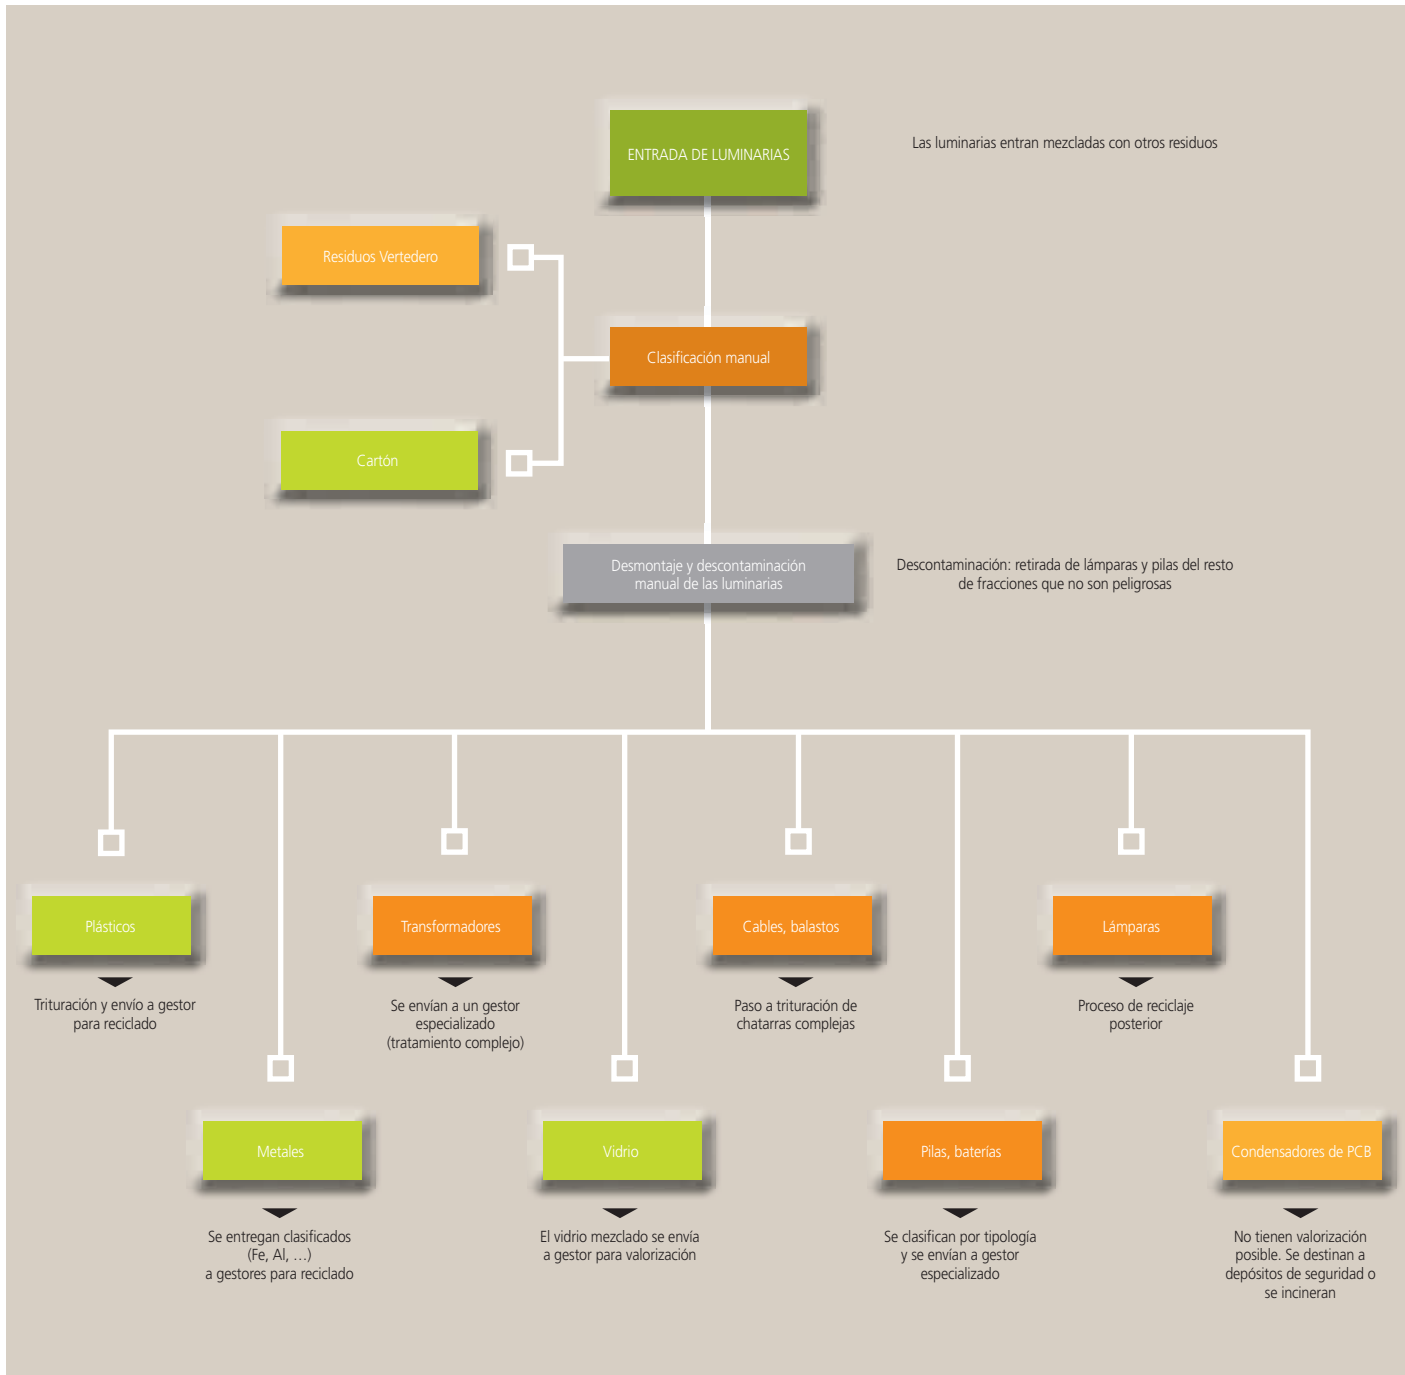 ENTRADA DE LUMINARIAS
Las luminarias entran mezcladas con otros residuos
Residuos Vertedero
Clasificación manual
Cartón
Desmontaje y descontaminación
manual de las luminarias
Descontaminación: retirada de lámparas y pilas del resto
de fracciones que no son peligrosas
Plásticos
Trituración y envío a gestor
para reciclado
Transformadores
Se envían a un gestor
especializado
(tratamiento complejo)
Cables, balastos
Paso a trituración de
chatarras complejas
Lámparas
Proceso de reciclaje
posterior
Metales
Se entregan clasificados
(Fe, Al, ...)
a gestores para reciclado
Vidrio
El vidrio mezclado se envía
a gestor para valorización
Pilas, baterías
Se clasifican por tipología
y se envían a gestor
especializado
Condensadores de PCB
No tienen valorización
posible. Se destinan a
depósitos de seguridad o
se incineran